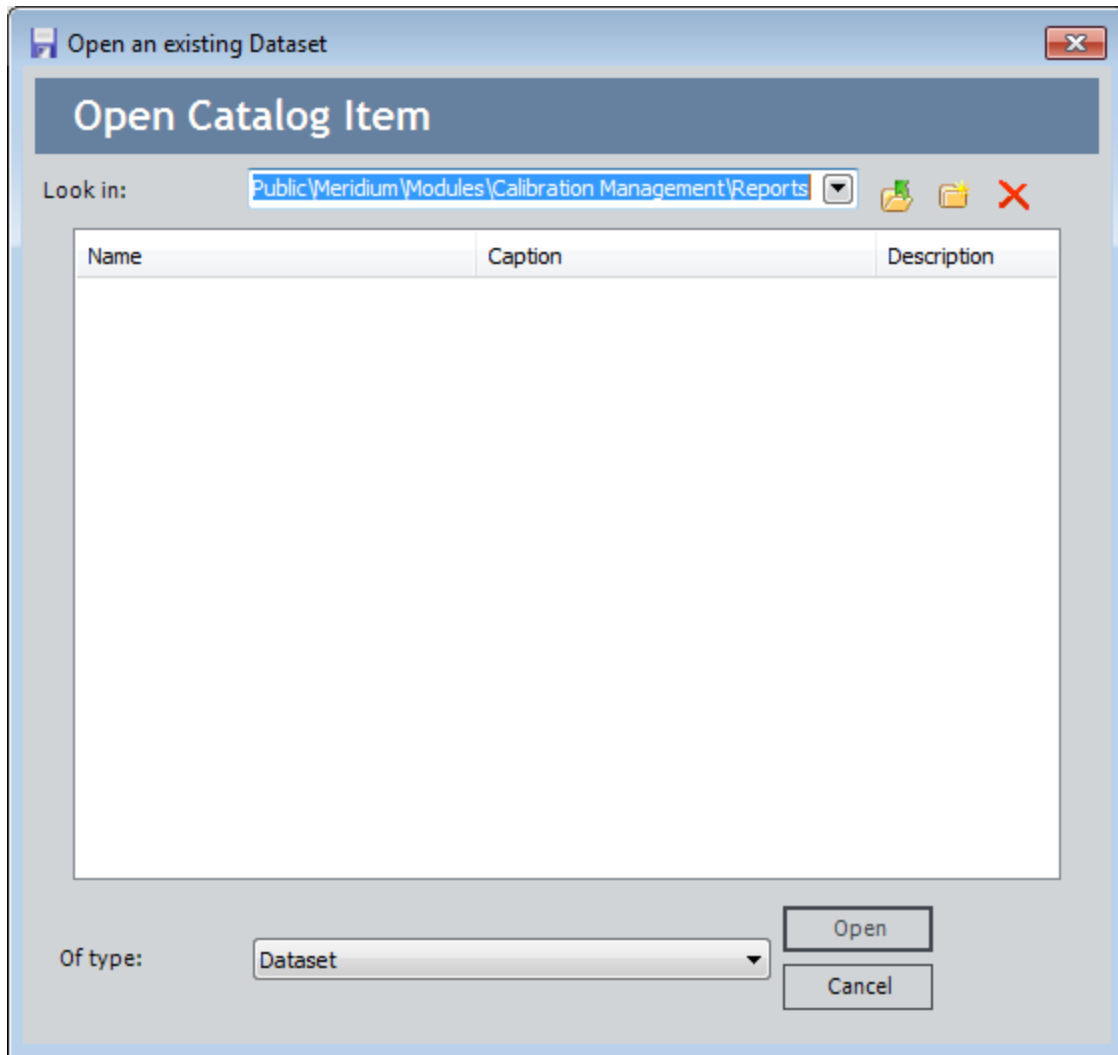 Open an existing Dataset
Open Catalog Item
Look in: Public\Meridium\Modules\Calibration Management\Reports
Name Caption Description
Open
Of type: Dataset
Cancel